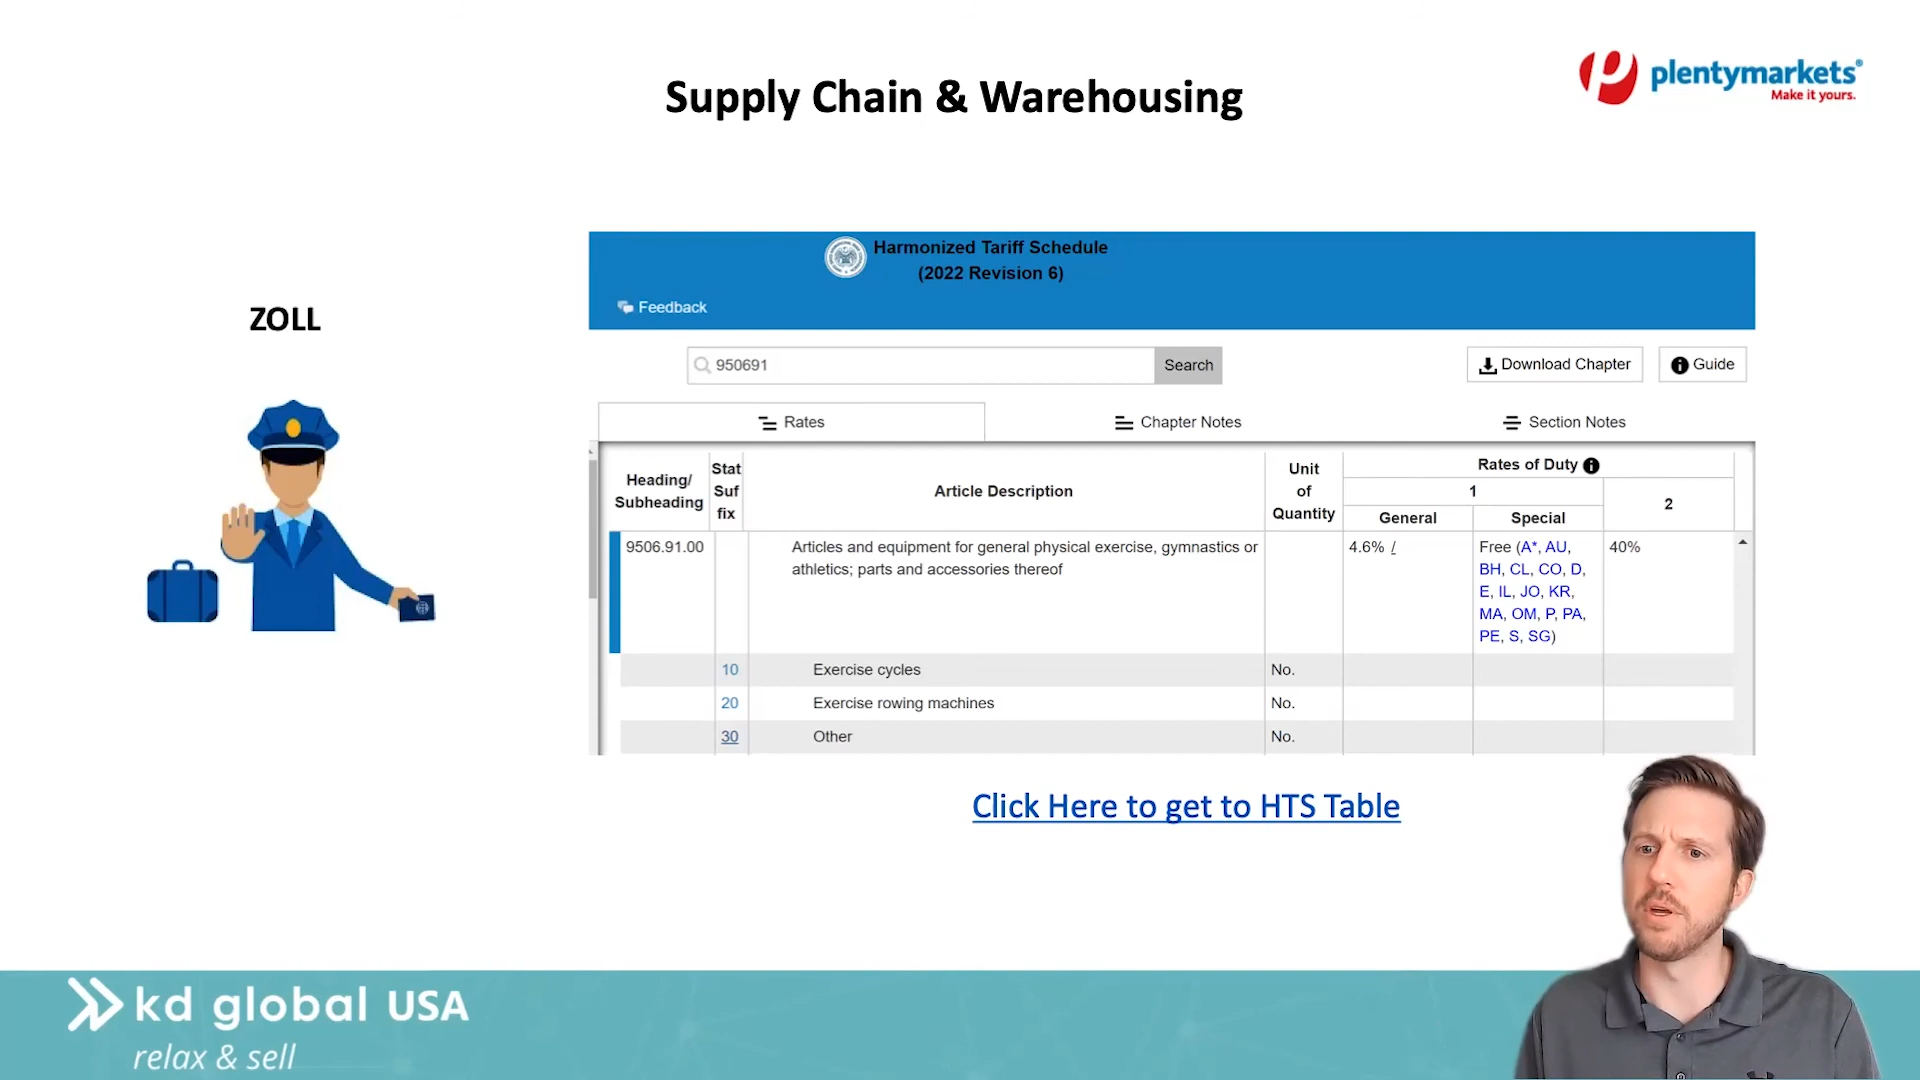 Supply Chain & Warehousing
plentymarkets®
Make it yours.
ZOLL
Harmonized Tariff Schedule
(2022 Revision 6)
Feedback
950691
Search
Download Chapter
Guide
Rates
Chapter Notes
Section Notes
Heading/
Subheading
Stat
Suf
fix
Article Description
Unit
of
Quantity
Rates of Duty
1
2
General
Special
9506.91.00
Articles and equipment for general physical exercise, gymnastics or
athletics; parts and accessories thereof
4.6% /
Free (A*, AU,
BH, CL, CO, D,
E, IL, JO, KR,
MA, OM, P, PA,
PE, S, SG)
40%
10 Exercise cycles No.
20 Exercise rowing machines No.
30 Other No.
Click Here to get to HTS Table
kd global USA
relax & sell